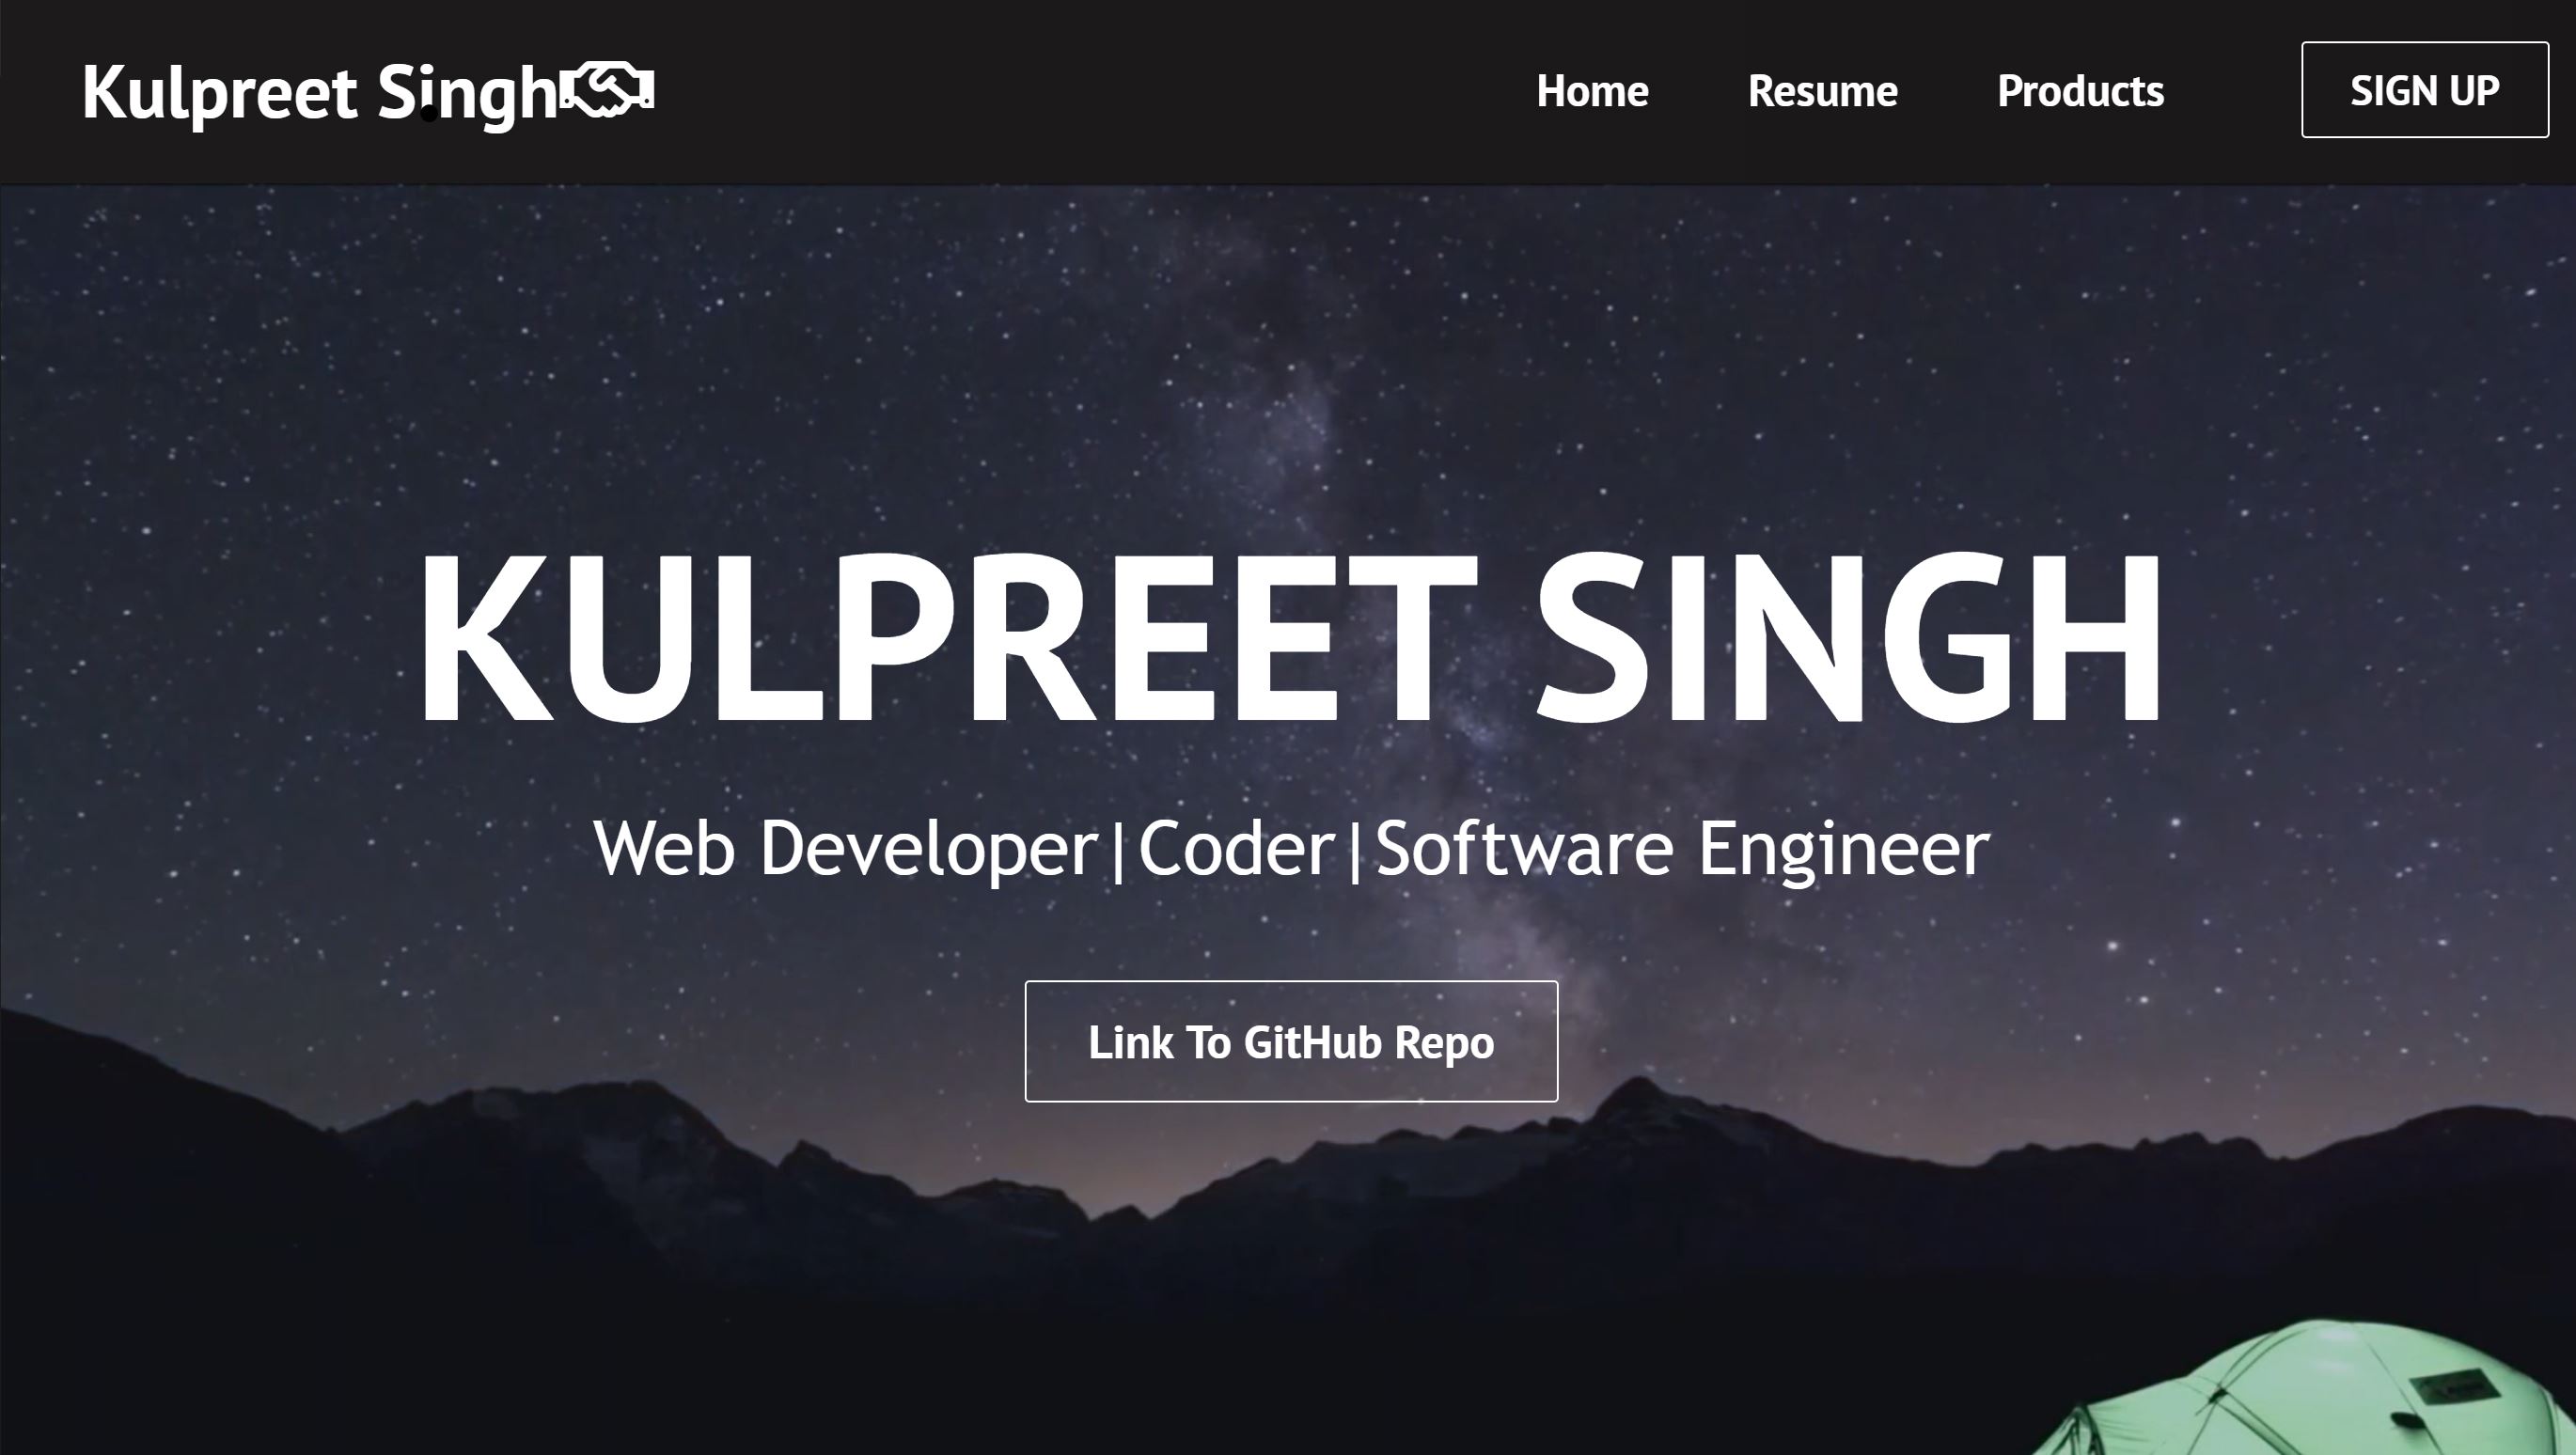 Kulpreet Singh
Home
Resume
Products
SIGN UP
KULPREET SINGH
Web Developer|Coder|Software Engineer
Link To GitHub Repo